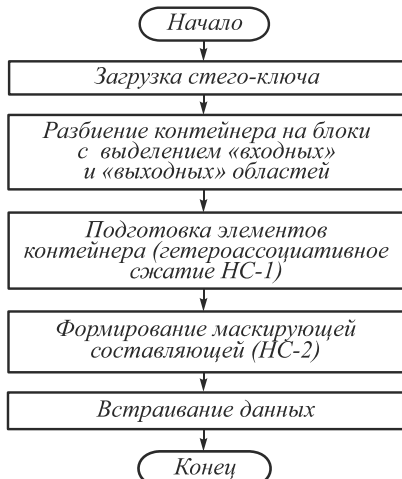 Начало
Загрузка стего-ключа
Разбиение контейнера на блоки
с выделением «входных»
и «выходных» областей
Подготовка элементов
контейнера (гетероассоциативное
сжатие НС-1)
Формирование маскирующей
составляющей (НС-2)
Встраивание данных
Конец